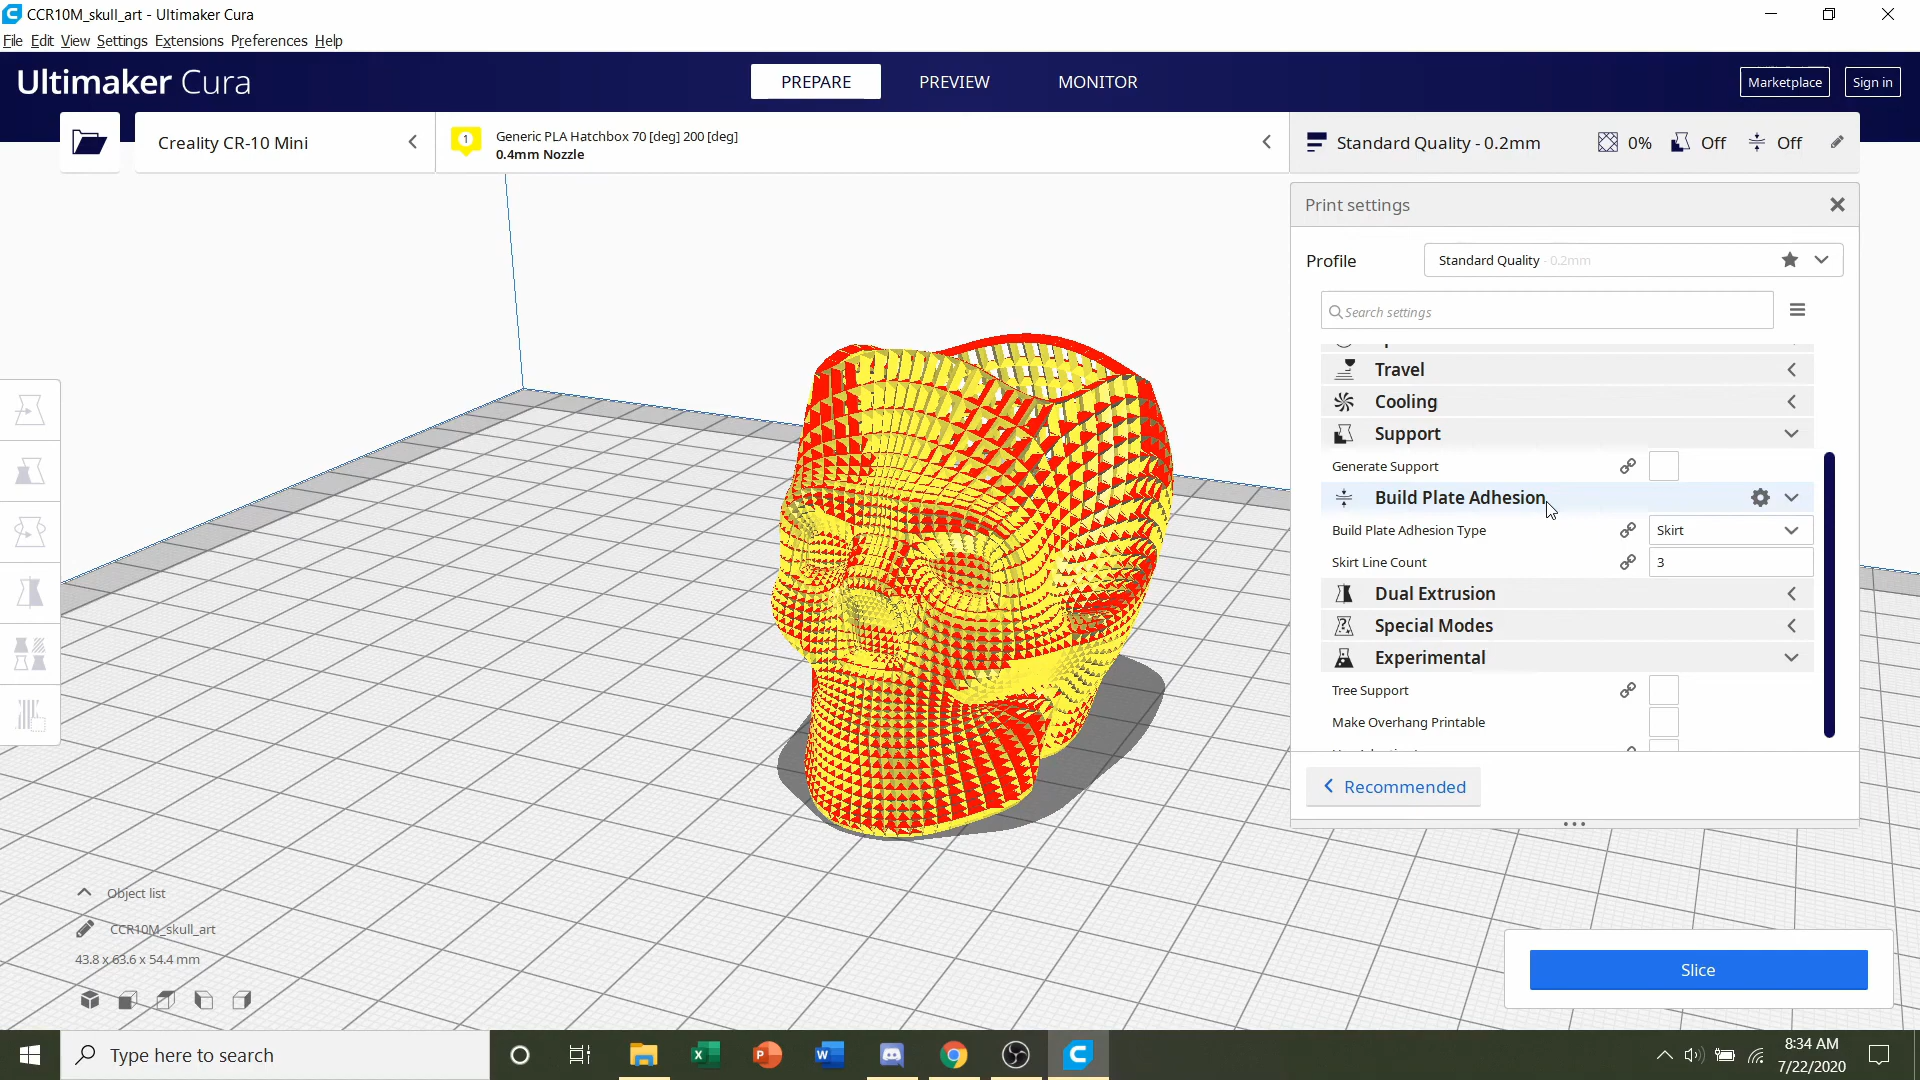 CCR10M_skull_art - Ultimaker Cura
File Edit View Settings Extensions Preferences Help
Ultimaker Cura
PREPARE
PREVIEW
MONITOR
Marketplace
Sign in
Creality CR-10 Mini
1
Generic PLA Hatchbox 70 [deg] 200 [deg]
0.4mm Nozzle
Standard Quality - 0.2mm
0%
Off
Off
Print settings
Profile
Standard Quality - 0.2mm
Search settings
Travel
Cooling
Support
Generate Support
Build Plate Adhesion
Build Plate Adhesion Type
Skirt
Skirt Line Count
3
Dual Extrusion
Special Modes
Experimental
Tree Support
Make Overhang Printable
Recommended
Object list
CCR10M_skull_art
43.8 x 63.6 x 54.4 mm
Slice
Type here to search
8:34 AM
7/22/2020